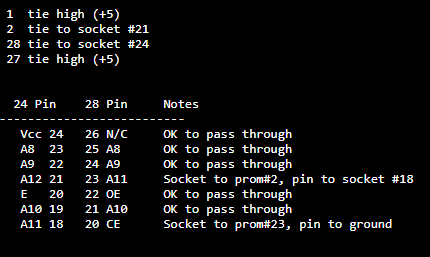 1 tie high (+5)
2 tie to socket #21
28 tie to socket #24
27 tie high (+5)
24 Pin 28 Pin Notes
--------------------------
Vcc 24 26 N/C OK to pass through
A8 23 25 A8 OK to pass through
A9 22 24 A9 OK to pass through
A12 21 23 A11 Socket to prom#2, pin to socket #18
E 20 22 OE OK to pass through
A10 19 21 A10 OK to pass through
A11 18 20 CE Socket to prom#23, pin to ground